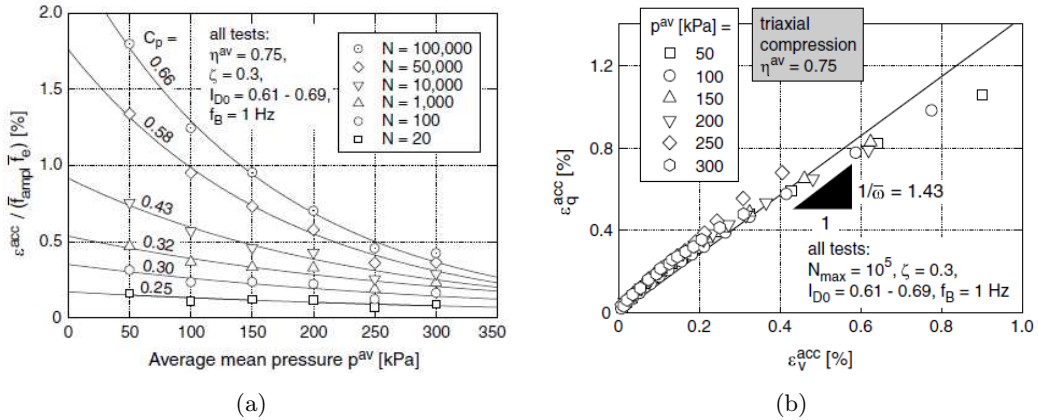 2.0
1.5
1.0
0.5
0
0 50 100 150 200 250 300 350
ε^acc / (f̅_ampl f̅_e) [%]
Average mean pressure p^av [kPa]
C_p =
0.66
0.58
0.43
0.32
0.30
0.25
all tests:
η^av = 0.75,
ζ = 0.3,
I_D0 = 0.61 - 0.69,
f_B = 1 Hz
N = 100,000
N = 50,000
N = 10,000
N = 1,000
N = 100
N = 20
(a)
p^av [kPa] =
50
100
150
200
250
300
triaxial
compression
η^av = 0.75
1.2
0.8
0.4
0
0 0.2 0.4 0.6 0.8 1.0
ε_q^acc [%]
ε_v^acc [%]
1/ω̅ = 1.43
1
all tests:
N_max = 10^5, ζ = 0.3,
I_D0 = 0.61 - 0.69, f_B = 1 Hz
(b)